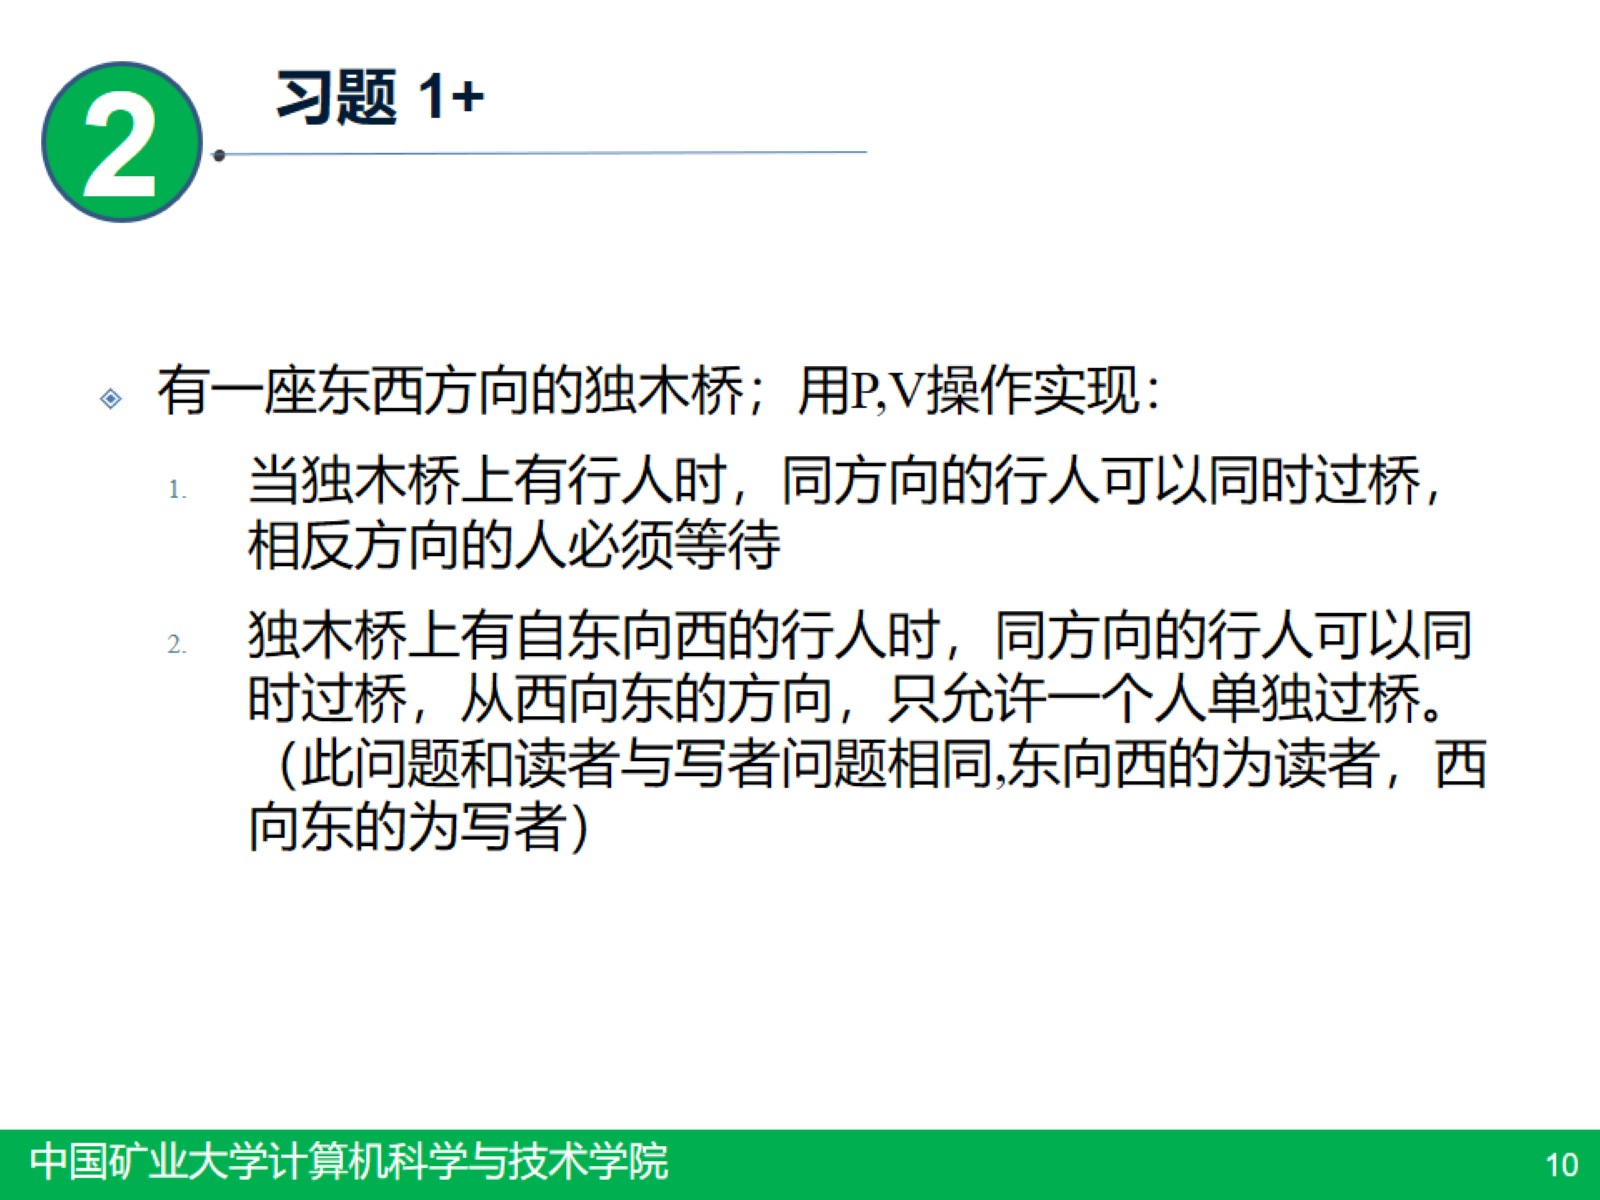 2
习题 1+
有一座东西方向的独木桥；用P,V操作实现：
1. 当独木桥上有行人时，同方向的行人可以同时过桥，
相反方向的人必须等待
2. 独木桥上有自东向西的行人时，同方向的行人可以同
时过桥，从西向东的方向，只允许一个人单独过桥。
（此问题和读者与写者问题相同,东向西的为读者，西
向东的为写者）
中国矿业大学计算机科学与技术学院
10